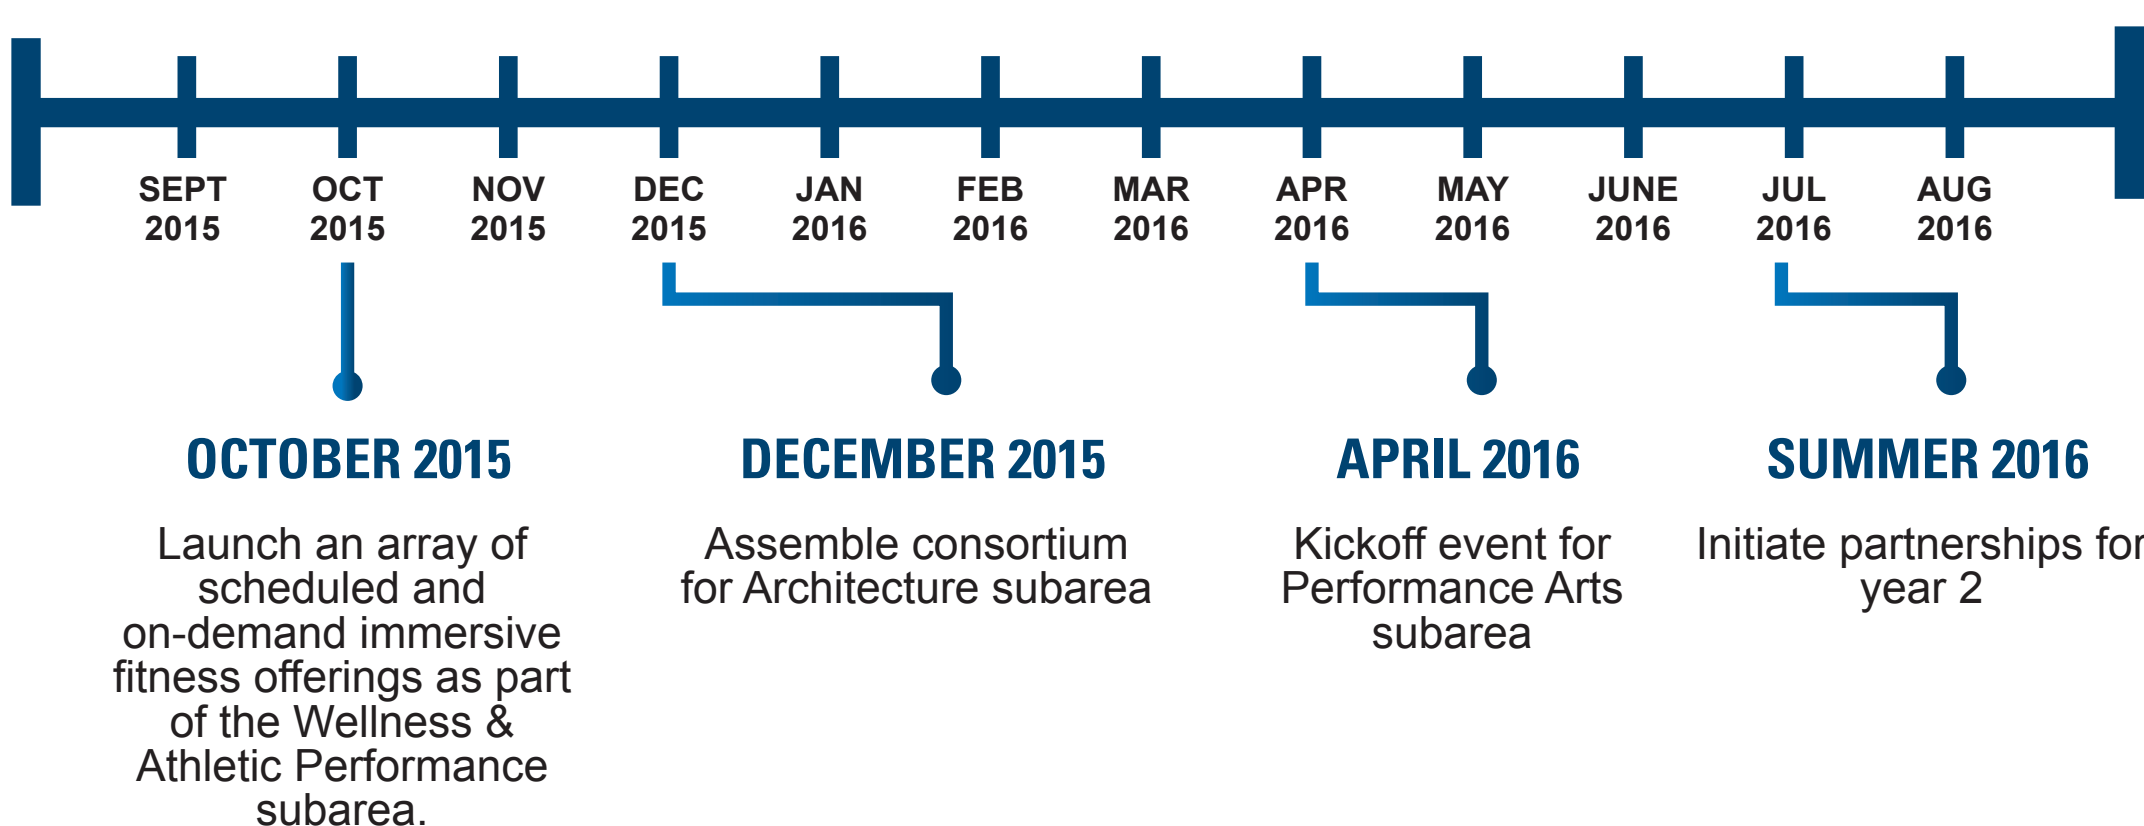 SEPT 2015
OCT 2015
NOV 2015
DEC 2015
JAN 2016
FEB 2016
MAR 2016
APR 2016
MAY 2016
JUNE 2016
JUL 2016
AUG 2016
OCTOBER 2015
Launch an array of
scheduled and
on-demand immersive
fitness offerings as part
of the Wellness &
Athletic Performance
subarea.
DECEMBER 2015
Assemble consortium
for Architecture subarea
APRIL 2016
Kickoff event for
Performance Arts
subarea
SUMMER 2016
Initiate partnerships for
year 2